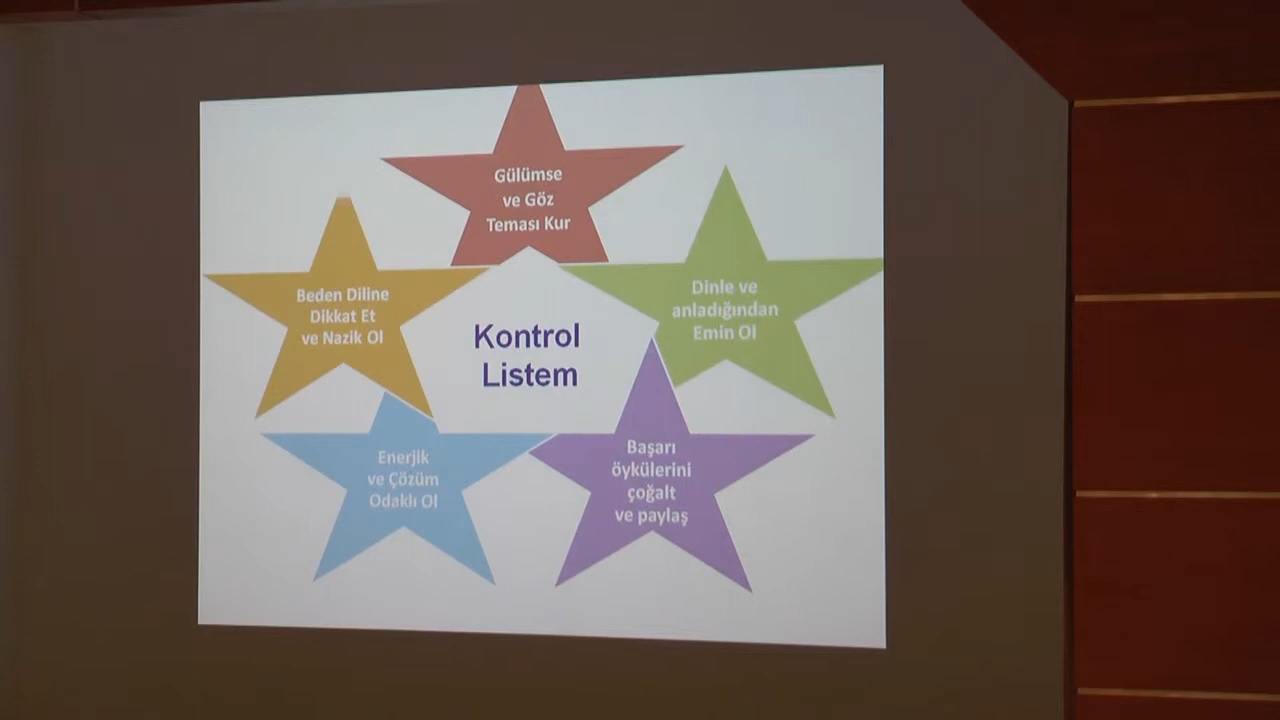 Gülümse
ve Göz
Teması Kur
Dinle ve
anladığından
Emin Ol
Beden Diline
Dikkat Et
ve Nazik Ol
Kontrol
Listem
Başarı
öykülerini
çoğalt
ve paylaş
Enerjik
ve Çözüm
Odaklı Ol